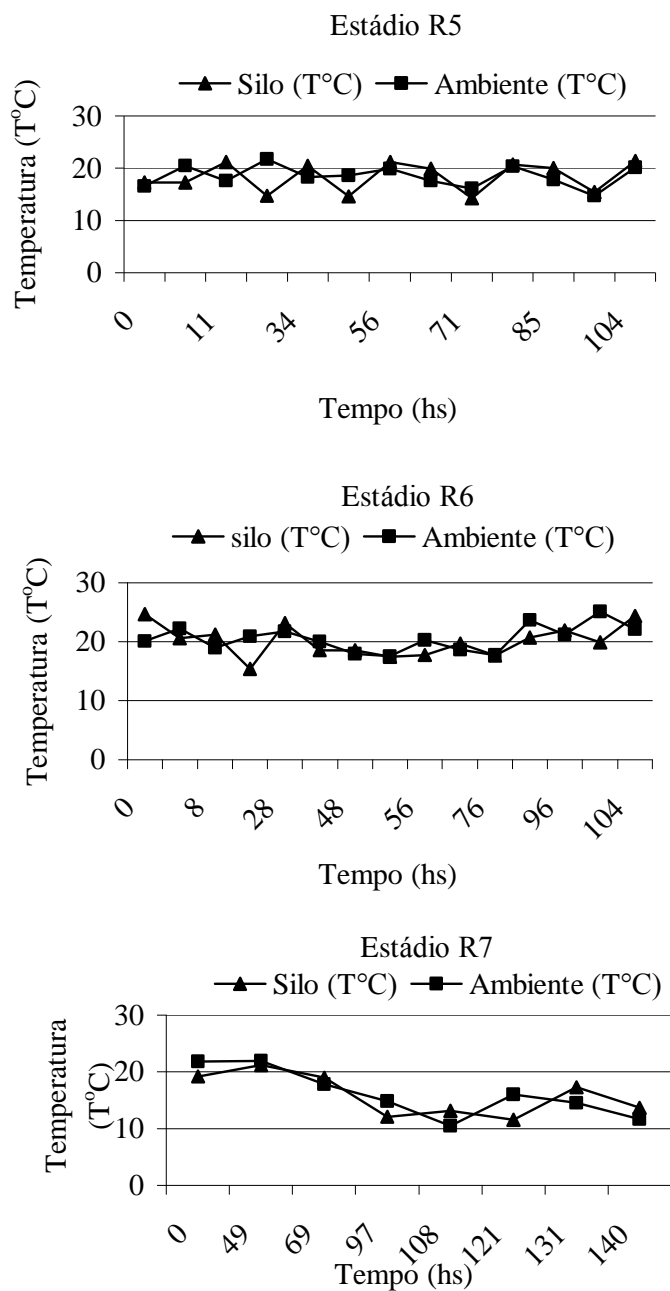 Estádio R5
Silo (T°C) Ambiente (T°C)
Temperatura (T°C)
30
20
10
0
0 11 34 56 71 85 104
Tempo (hs)
Estádio R6
silo (T°C) Ambiente (T°C)
Temperatura (T°C)
30
20
10
0
0 8 28 48 56 76 96 104
Tempo (hs)
Estádio R7
Silo (T°C) Ambiente (T°C)
Temperatura
(T°C)
30
20
10
0
0 49 69 97 108 121 131 140
Tempo (hs)